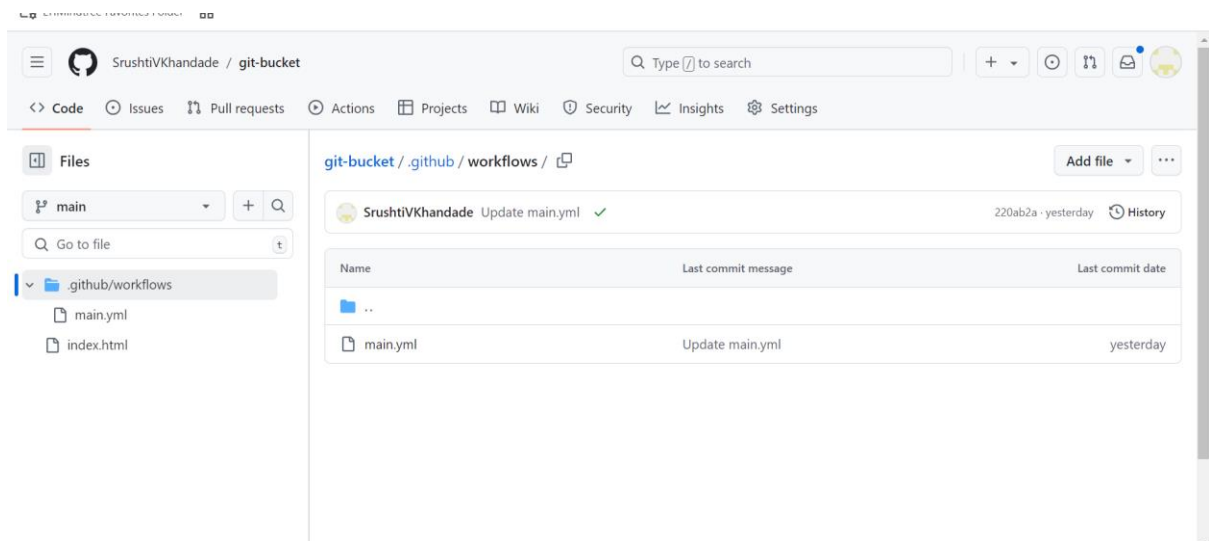 SrushtiVKhandade / git-bucket
Type / to search
Code Issues Pull requests Actions Projects Wiki Security Insights Settings
Files
main
Go to file t
.github/workflows
main.yml
index.html
git-bucket / .github / workflows /
Add file
SrushtiVKhandade Update main.yml
220ab2a · yesterday History
Name Last commit message Last commit date
..
main.yml Update main.yml yesterday